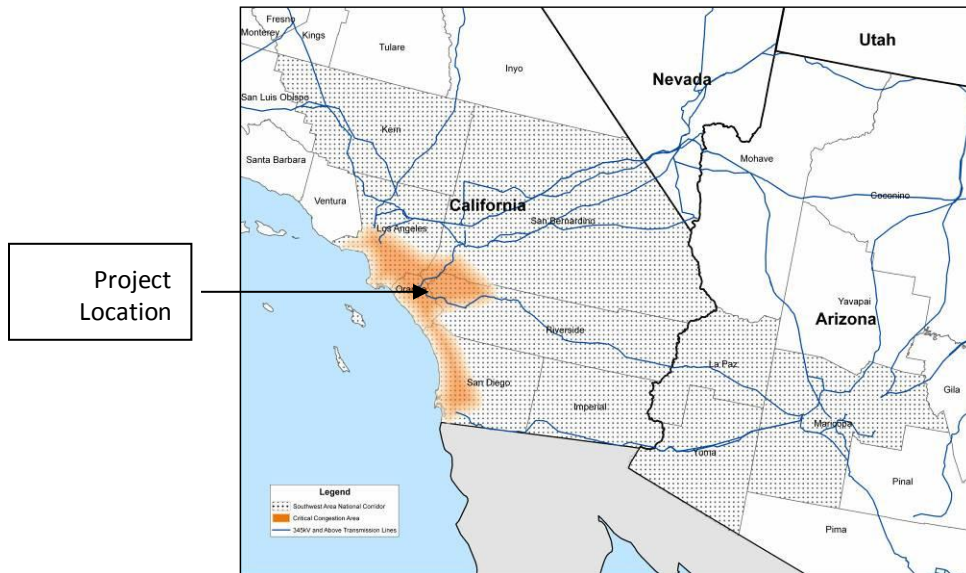 Fresno
Monterey
Kings
Tulare
Inyo
Nevada
Utah
San Luis Obispo
Kern
Mohave
Santa Barbara
Coconino
Ventura
California
San Bernardino
Los Angeles
Project
Location
Yavapai
Arizona
Riverside
La Paz
San Diego
Gila
Imperial
Maricopa
Yuma
Pinal
Pima
Legend
Southwest Area National Corridor
Critical Congestion Area
345kV and Above Transmission Lines